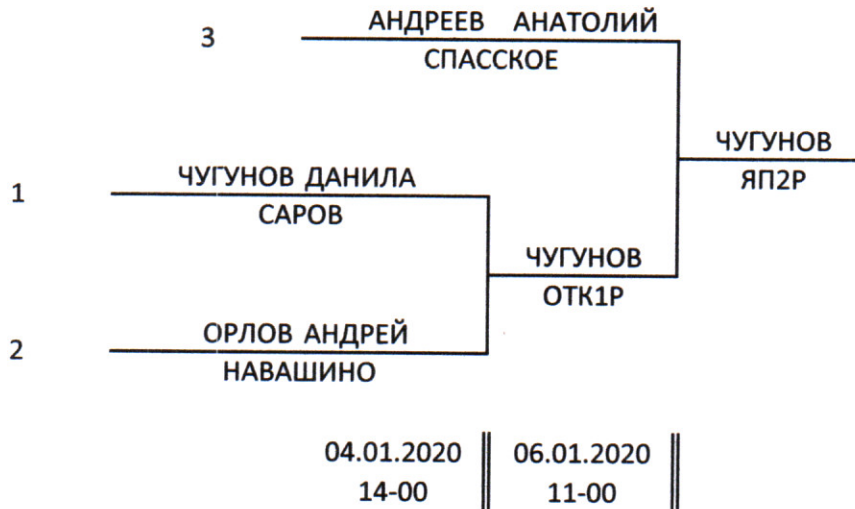 АНДРЕЕВ АНАТОЛИЙ
3
СПАССКОЕ
ЧУГУНОВ
ЯП2Р
ЧУГУНОВ ДАНИЛА
1
САРОВ
ЧУГУНОВ
ОТК1Р
ОРЛОВ АНДРЕЙ
2
НАВАШИНО
04.01.2020 06.01.2020
14-00 11-00